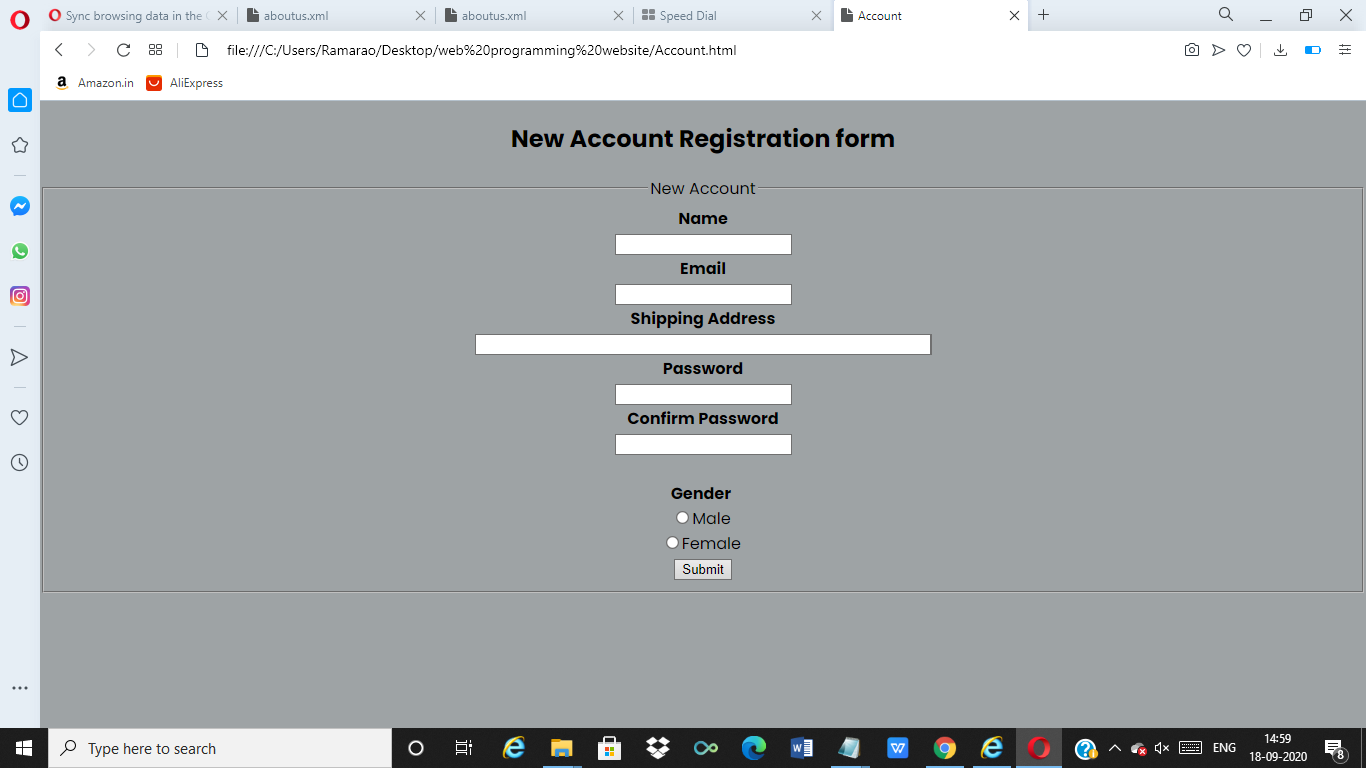 Sync browsing data in the
aboutus.xml
aboutus.xml
Speed Dial
Account
file:///C:/Users/Ramarao/Desktop/web%20programming%20website/Account.html
Amazon.in
AliExpress
New Account Registration form
New Account
Name
Email
Shipping Address
Password
Confirm Password
Gender
Male
Female
Submit
Type here to search
ENG
14:59
18-09-2020
8